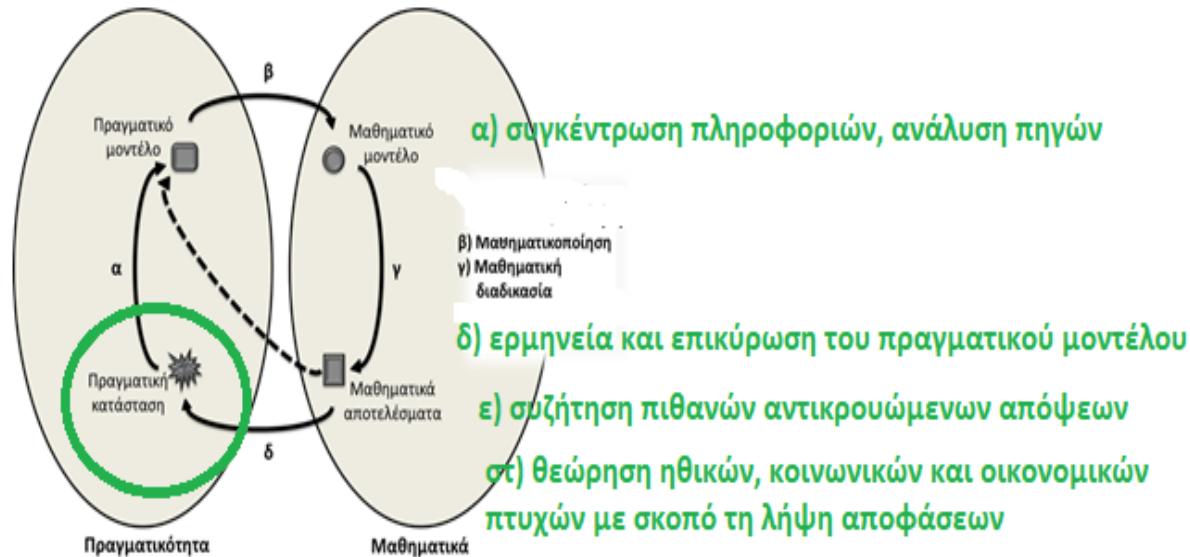 β
Πραγματικό
μοντέλο
Μαθηματικό
μοντέλο
α
γ
Πραγματική
κατάσταση
Μαθηματικά
αποτελέσματα
δ
Πραγματικότητα
Μαθηματικά
α) συγκέντρωση πληροφοριών, ανάλυση πηγών
β) Μαθηματικοποίηση
γ) Μαθηματική
διαδικασία
δ) ερμηνεία και επικύρωση του πραγματικού μοντέλου
ε) συζήτηση πιθανών αντικρουώμενων απόψεων
στ) θεώρηση ηθικών, κοινωνικών και οικονομικών
πτυχών με σκοπό τη λήψη αποφάσεων